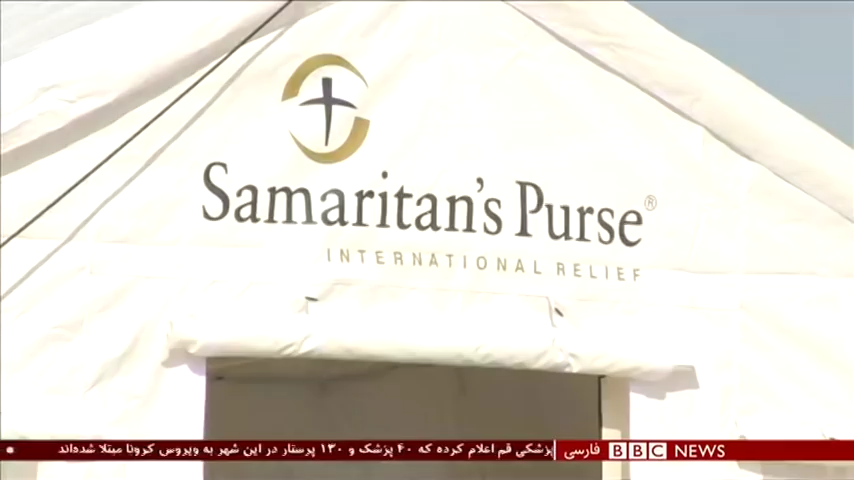 Samaritan's Purse®
INTERNATIONAL RELIEF
پزشکی قم اعلام کرده که ۴۰ پزشک و ۱۳۰ پرستار در این شهر به ویروس کرونا مبتلا شده‌اند
BBC NEWS فارسی